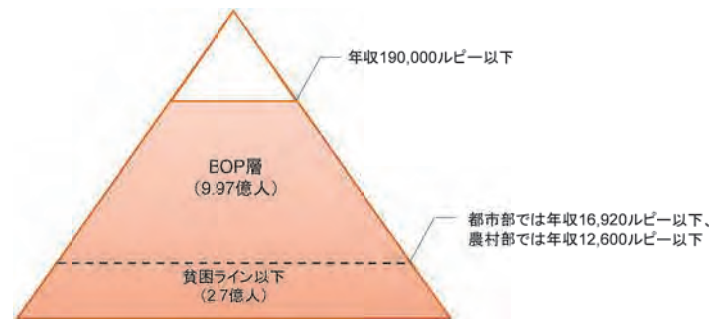 年収190,000ルピー以下
BOP層
（9.97億人）
都市部では年収16,920ルピー以下、
農村部では年収12,600ルピー以下
貧困ライン以下
（2.7億人）